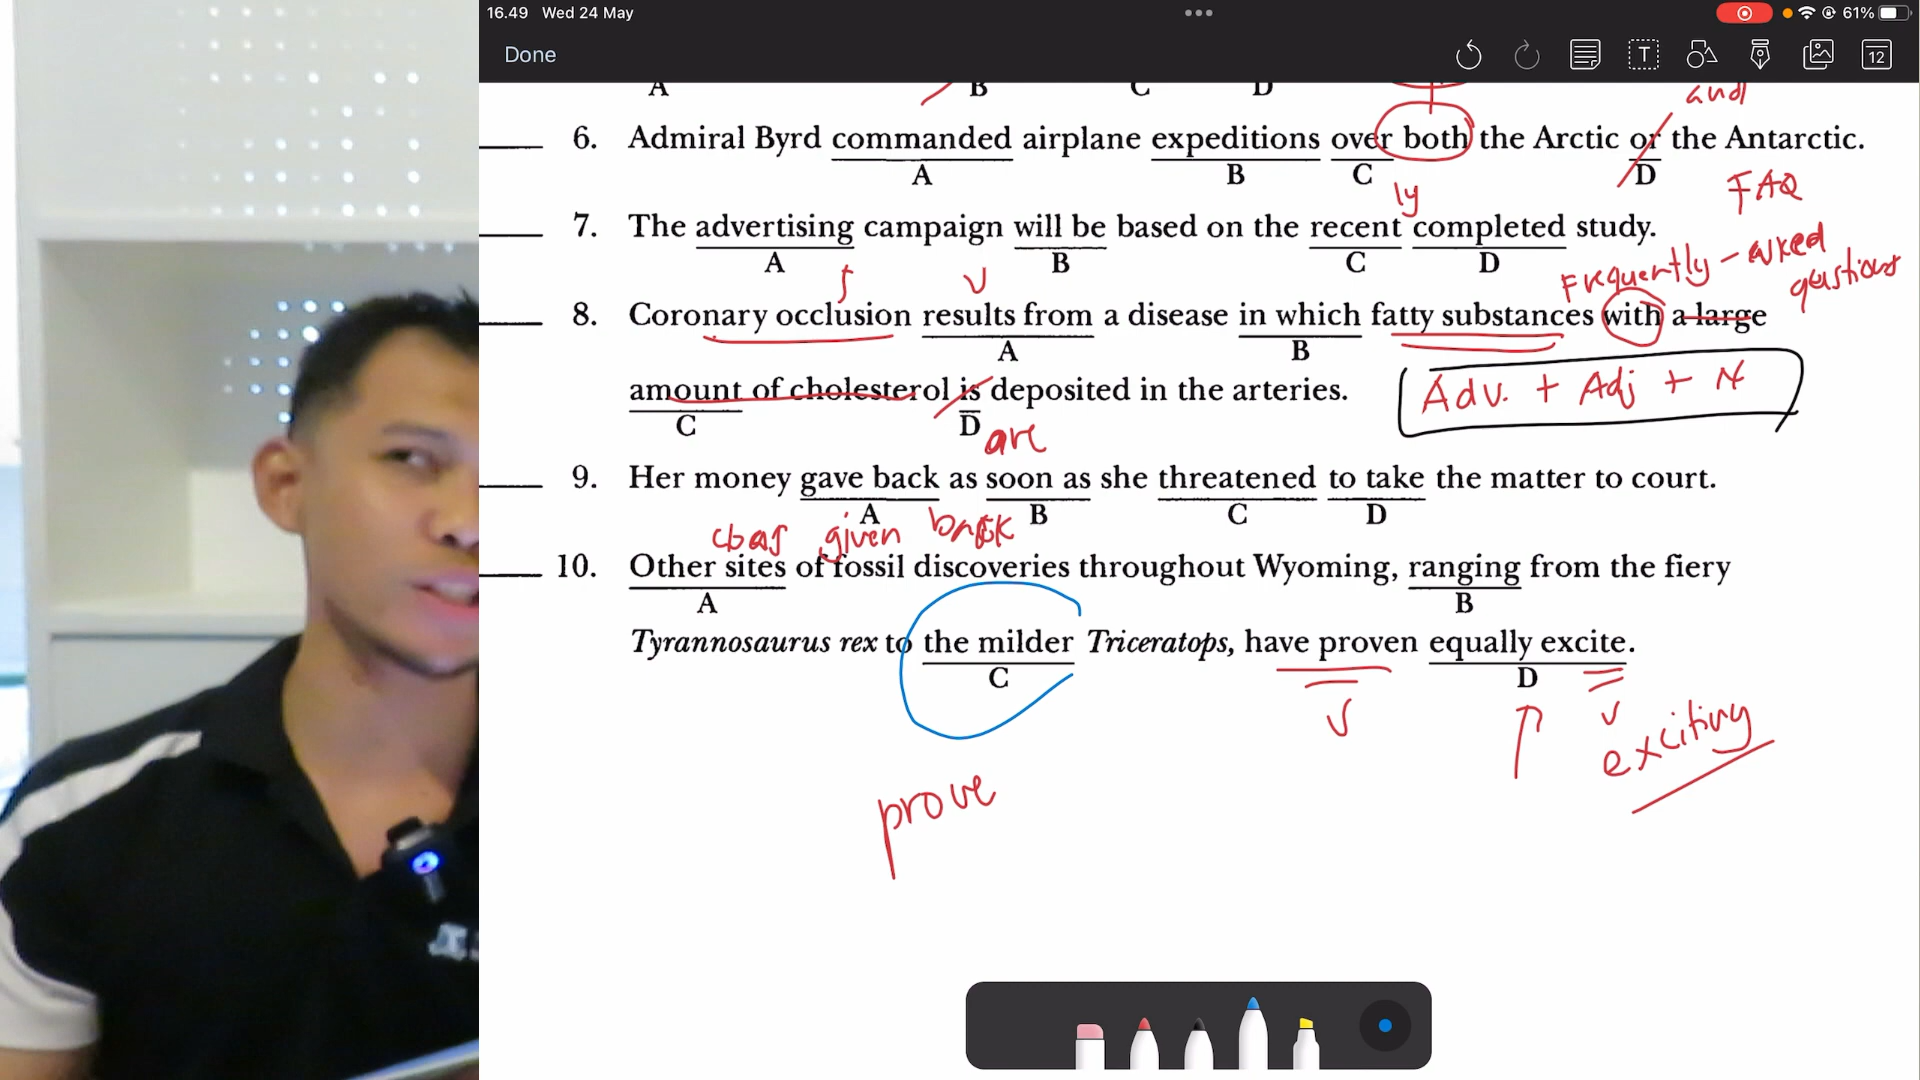 16.49 Wed 24 May
61%
Done
12
A B C D
and
6. Admiral Byrd commanded airplane expeditions over both the Arctic or the Antarctic.
A B C D
ly
FAQ
7. The advertising campaign will be based on the recent completed study.
A B C D
Frequently - asked
questions
S V
8. Coronary occlusion results from a disease in which fatty substances with a large
A B
amount of cholesterol is deposited in the arteries.
C D
are
Adv. + Adj + N
9. Her money gave back as soon as she threatened to take the matter to court.
A B C D
given back
10. Other sites of fossil discoveries throughout Wyoming, ranging from the fiery
A B
Tyrannosaurus rex to the milder Triceratops, have proven equally excite.
C D
V V
exciting
prove